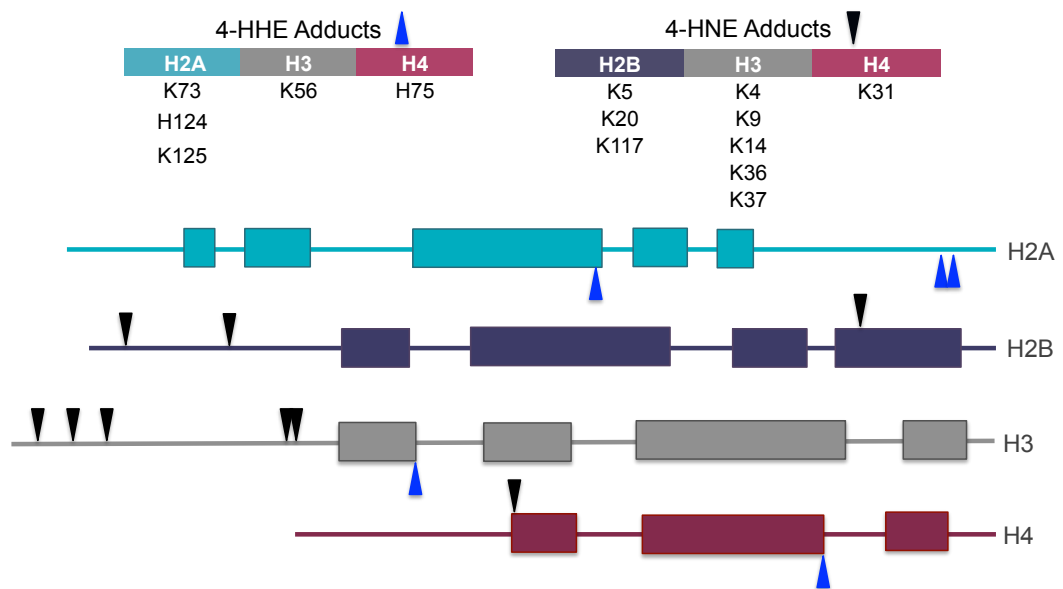 4-HHE Adducts
H2A H3 H4
K73 K56 H75
H124
K125
4-HNE Adducts
H2B H3 H4
K5 K4 K31
K20 K9
K117 K14
K36
K37
H2A
H2B
H3
H4